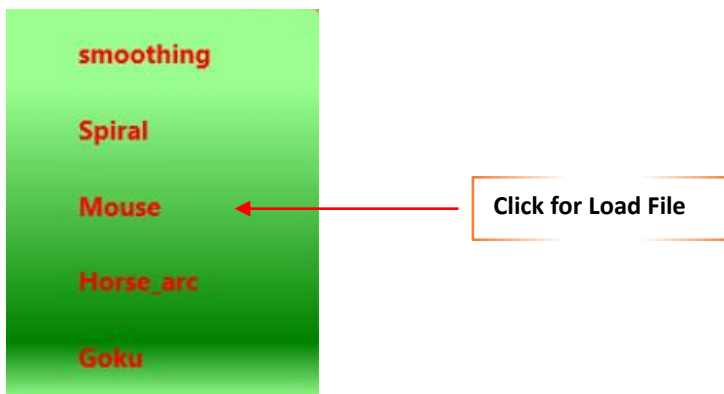 smoothing
Spiral
Mouse
Click for Load File
Horse_arc
Goku